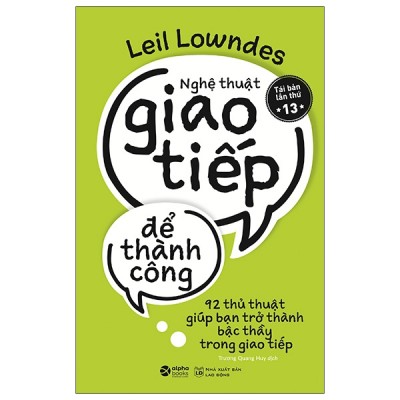 Leil Lowndes
Nghệ thuật
Tái bản
lần thứ
13
giao
tiếp
để
thành
công
92 thủ thuật
giúp bạn trở thành
bậc thầy
trong giao tiếp
Trương Quang Huy dịch
alpha
books
NHÀ XUẤT BẢN
LAO ĐỘNG